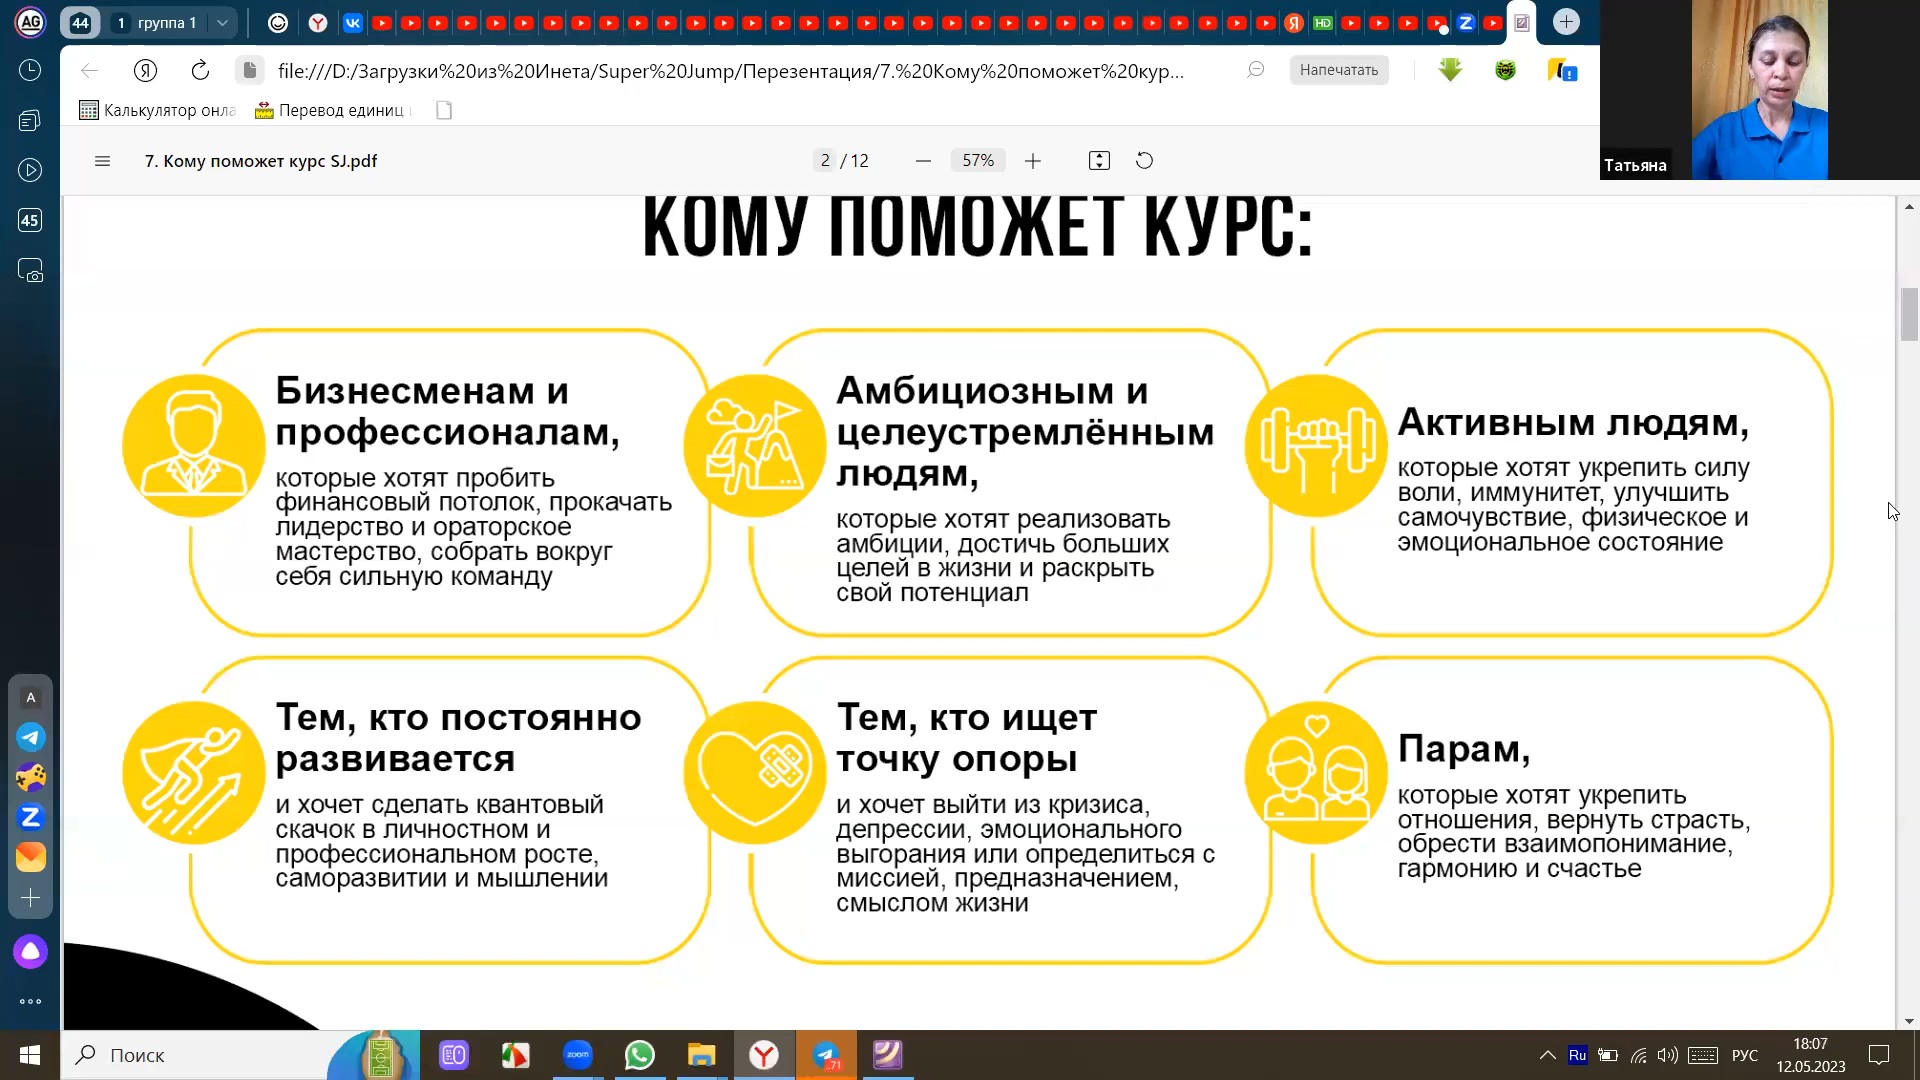 44
1 группа 1
file:///D:/Загрузки%20из%20Инета/Super%20Jump/Перезентация/7.%20Кому%20поможет%20кур...
Напечатать
Калькулятор онла
Перевод единиц
7. Кому поможет курс SJ.pdf
2 / 12
57%
Татьяна
45
КОМУ ПОМОЖЕТ КУРС:
Бизнесменам и
профессионалам,
которые хотят пробить
финансовый потолок, прокачать
лидерство и ораторское
мастерство, собрать вокруг
себя сильную команду
Амбициозным и
целеустремлённым
людям,
которые хотят реализовать
амбиции, достичь больших
целей в жизни и раскрыть
свой потенциал
Активным людям,
которые хотят укрепить силу
воли, иммунитет, улучшить
самочувствие, физическое и
эмоциональное состояние
Тем, кто постоянно
развивается
и хочет сделать квантовый
скачок в личностном и
профессиональном росте,
саморазвитии и мышлении
Тем, кто ищет
точку опоры
и хочет выйти из кризиса,
депрессии, эмоционального
выгорания или определиться с
миссией, предназначением,
смыслом жизни
Парам,
которые хотят укрепить
отношения, вернуть страсть,
обрести взаимопонимание,
гармонию и счастье
Поиск
zoom
71
Ru
РУС
18:07
12.05.2023